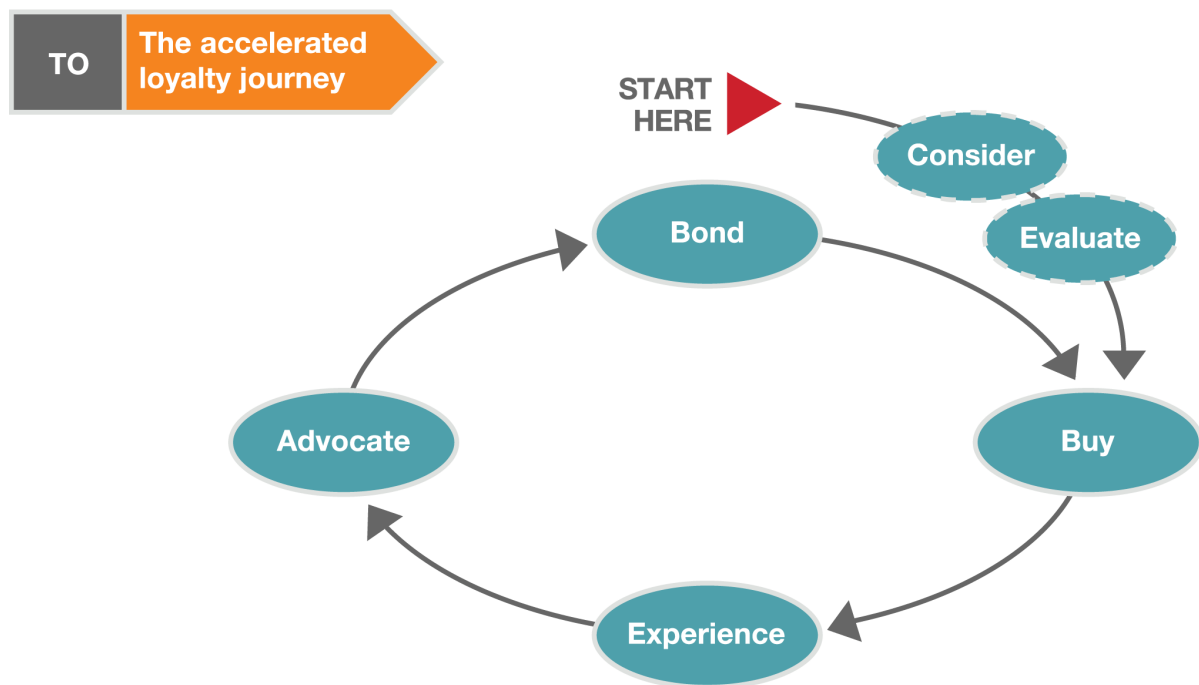 TO
The accelerated
loyalty journey
START
HERE
Consider
Evaluate
Bond
Buy
Experience
Advocate